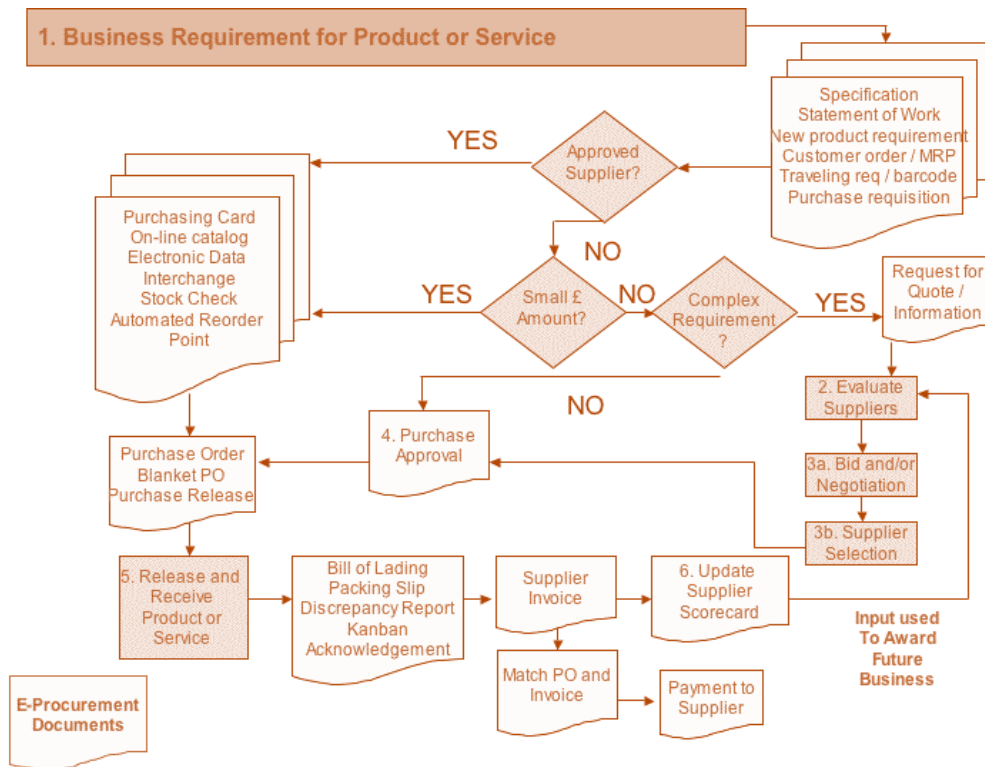 1. Business Requirement for Product or Service
Specification
Statement of Work
New product requirement
Customer order / MRP
Traveling req / barcode
Purchase requisition
Approved
Supplier?
YES
NO
Purchasing Card
On-line catalog
Electronic Data
Interchange
Stock Check
Automated Reorder
Point
Small £
Amount?
YES
NO
Complex
Requirement
?
YES
NO
Request for
Quote /
Information
2. Evaluate
Suppliers
3a. Bid and/or
Negotiation
3b. Supplier
Selection
4. Purchase
Approval
Purchase Order
Blanket PO
Purchase Release
5. Release and
Receive
Product or
Service
Bill of Lading
Packing Slip
Discrepancy Report
Kanban
Acknowledgement
Supplier
Invoice
6. Update
Supplier
Scorecard
Input used
To Award
Future
Business
Match PO and
Invoice
Payment to
Supplier
E-Procurement
Documents